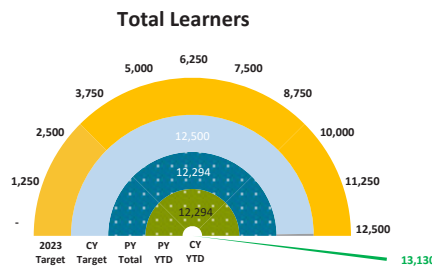 Total Learners
6,250
5,000
7,500
3,750
8,750
2,500
12,500
10,000
12,294
1,250
11,250
12,294
-
12,500
2023 Target
CY Target
PY Total
PY YTD
CY YTD
13,130